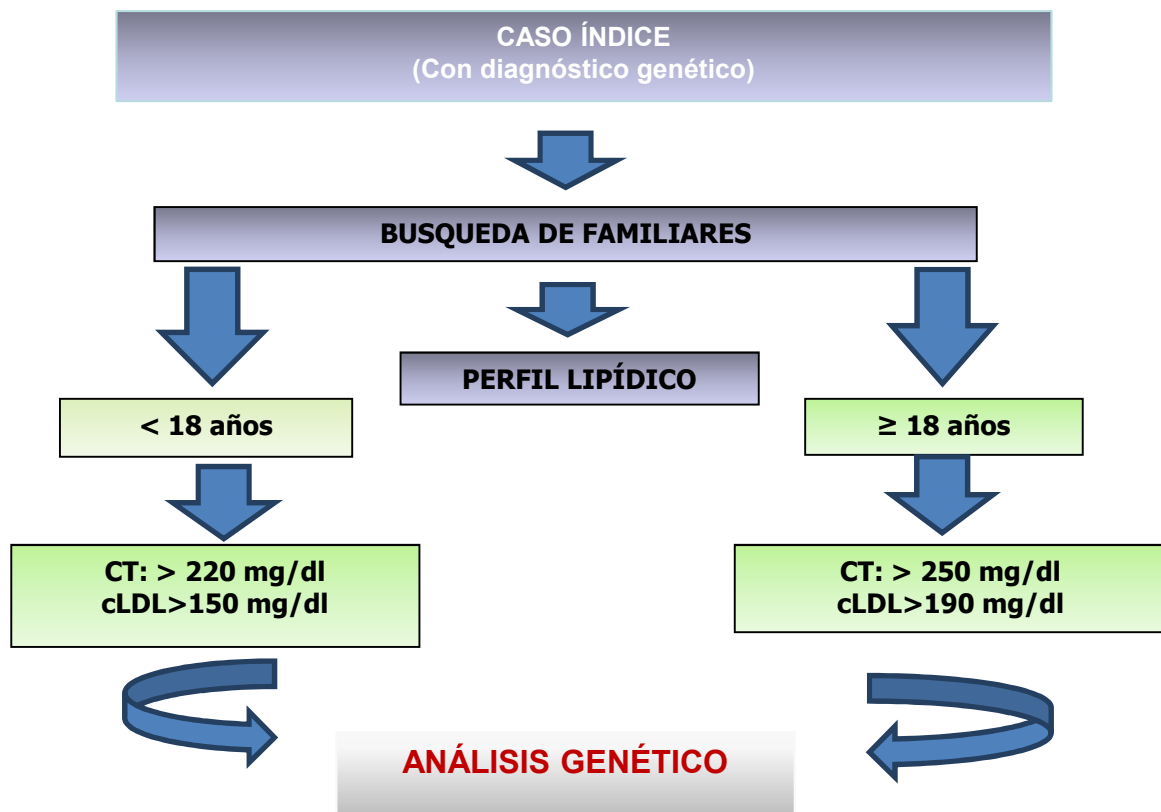 CASO ÍNDICE
(Con diagnóstico genético)
BUSQUEDA DE FAMILIARES
PERFIL LIPÍDICO
< 18 años
≥ 18 años
CT: > 220 mg/dl
cLDL>150 mg/dl
CT: > 250 mg/dl
cLDL>190 mg/dl
ANÁLISIS GENÉTICO